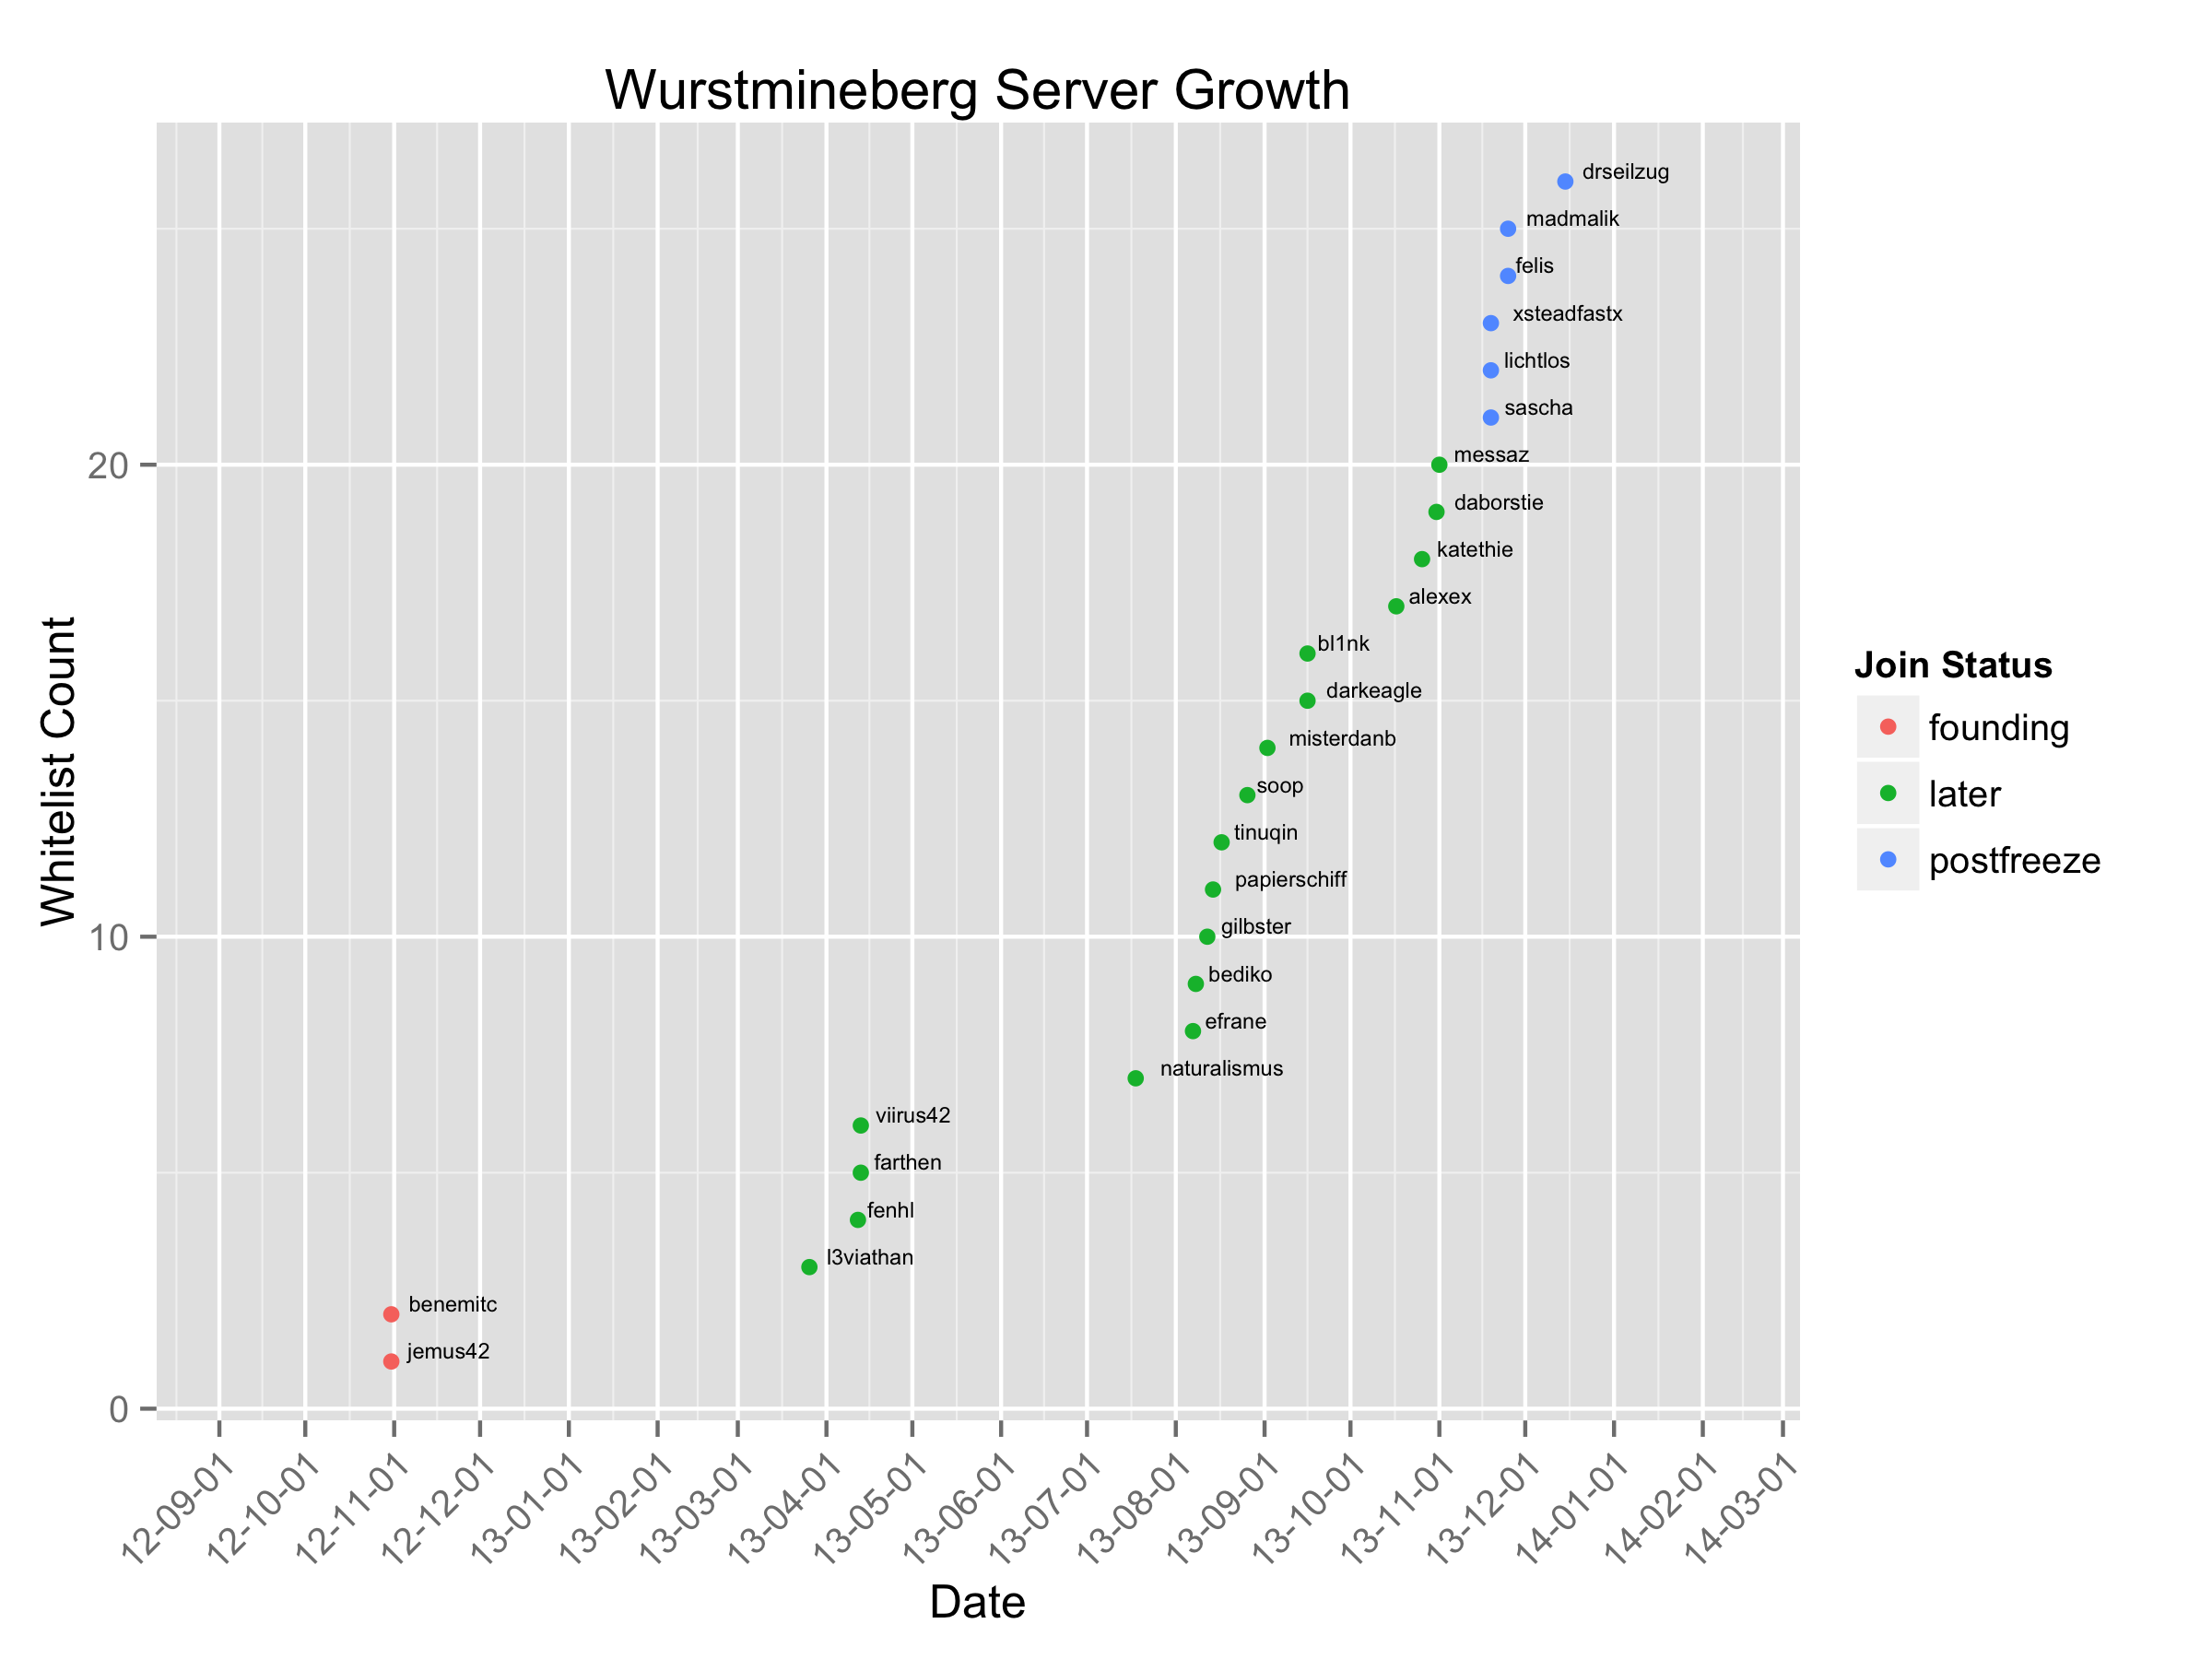 Wurstmineberg Server Growth
drseilzug
madmalik
felis
xsteadfastx
lichtlos
sascha
messaz
daborstie
katethie
alexex
bl1nk
darkeagle
misterdanb
soop
tinuqin
papierschiff
gilbster
bediko
efrane
naturalismus
viirus42
farthen
fenhl
l3viathan
benemitc
jemus42
20
10
0
Whitelist Count
12-09-01
12-10-01
12-11-01
12-12-01
13-01-01
13-02-01
13-03-01
13-04-01
13-05-01
13-06-01
13-07-01
13-08-01
13-09-01
13-10-01
13-11-01
13-12-01
14-01-01
14-02-01
14-03-01
Date
Join Status
founding
later
postfreeze